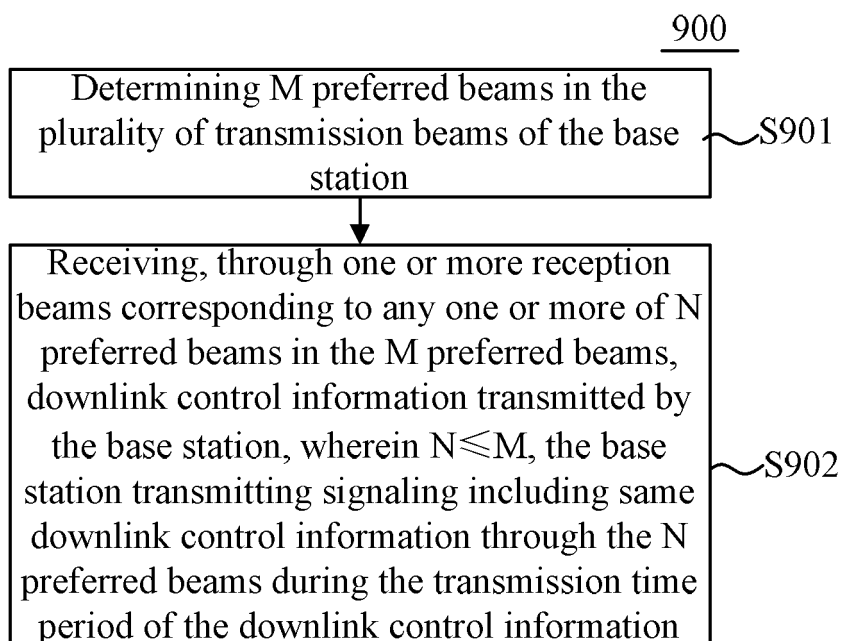 900
Determining M preferred beams in the
plurality of transmission beams of the base
station
S901
Receiving, through one or more reception
beams corresponding to any one or more of N
preferred beams in the M preferred beams,
downlink control information transmitted by
the base station, wherein N≤M, the base
station transmitting signaling including same
downlink control information through the N
preferred beams during the transmission time
period of the downlink control information
S902